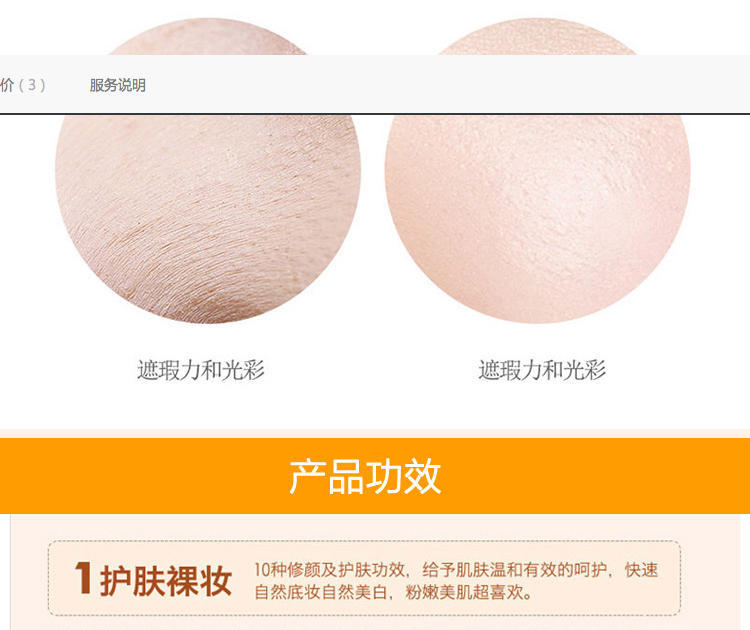 价 ( 3 ) 服务说明
遮瑕力和光彩 遮瑕力和光彩
产品功效
1 护肤裸妆
10种修颜及护肤功效，给予肌肤温和有效的呵护，快速
自然底妆自然美白，粉嫩美肌超喜欢。